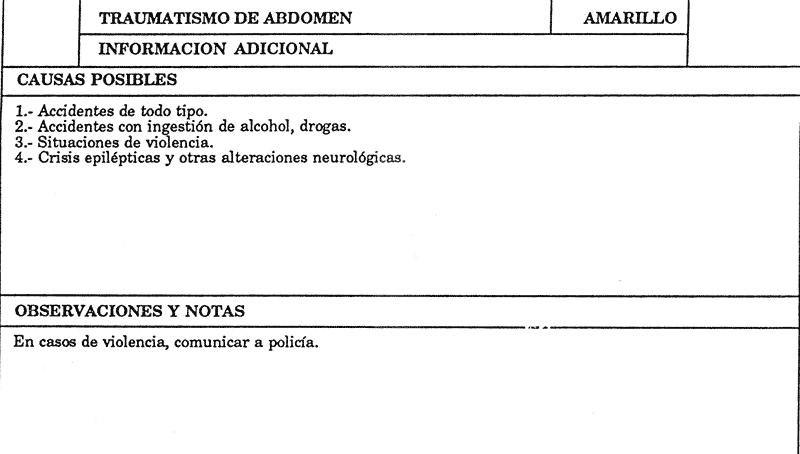 TRAUMATISMO DE ABDOMEN AMARILLO
INFORMACION ADICIONAL
CAUSAS POSIBLES
1.- Accidentes de todo tipo.
2.- Accidentes con ingestión de alcohol, drogas.
3.- Situaciones de violencia.
4.- Crisis epilépticas y otras alteraciones neurológicas.
OBSERVACIONES Y NOTAS
En casos de violencia, comunicar a policía.